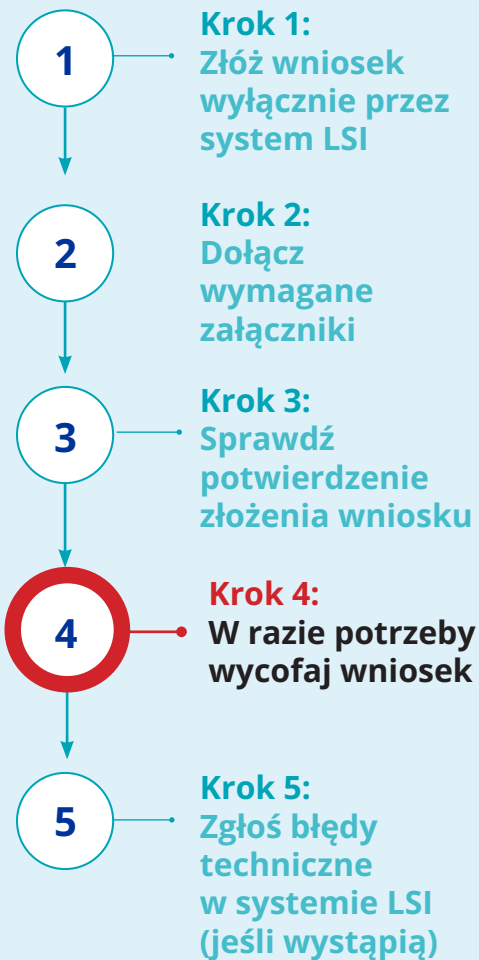 1
Krok 1:
Złóż wniosek
wyłącznie przez
system LSI
2
Krok 2:
Dołącz
wymagane
załączniki
3
Krok 3:
Sprawdź
potwierdzenie
złożenia wniosku
4
Krok 4:
W razie potrzeby
wycofaj wniosek
5
Krok 5:
Zgłoś błędy
techniczne
w systemie LSI
(jeśli wystąpią)